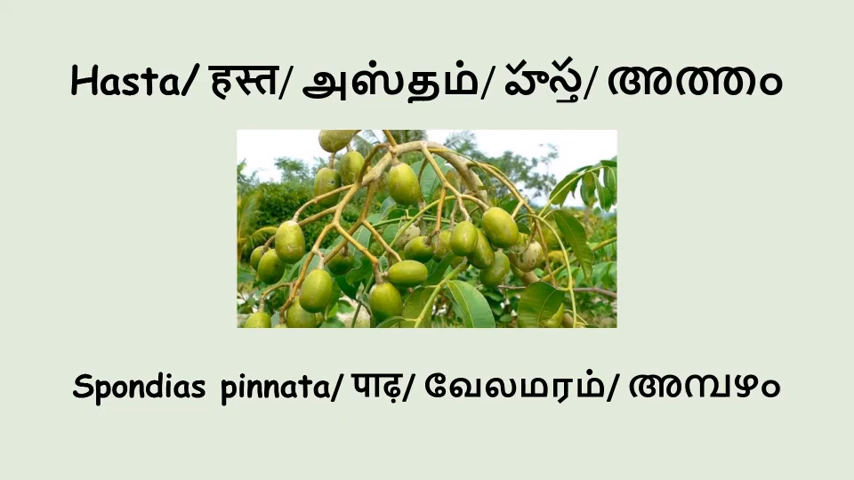 Hasta/ हस्त/ அஸ்தம்/ హస్త/ അത്തം
Spondias pinnata/ पाढ़/ வேலமரம்/ അമ്പഴം